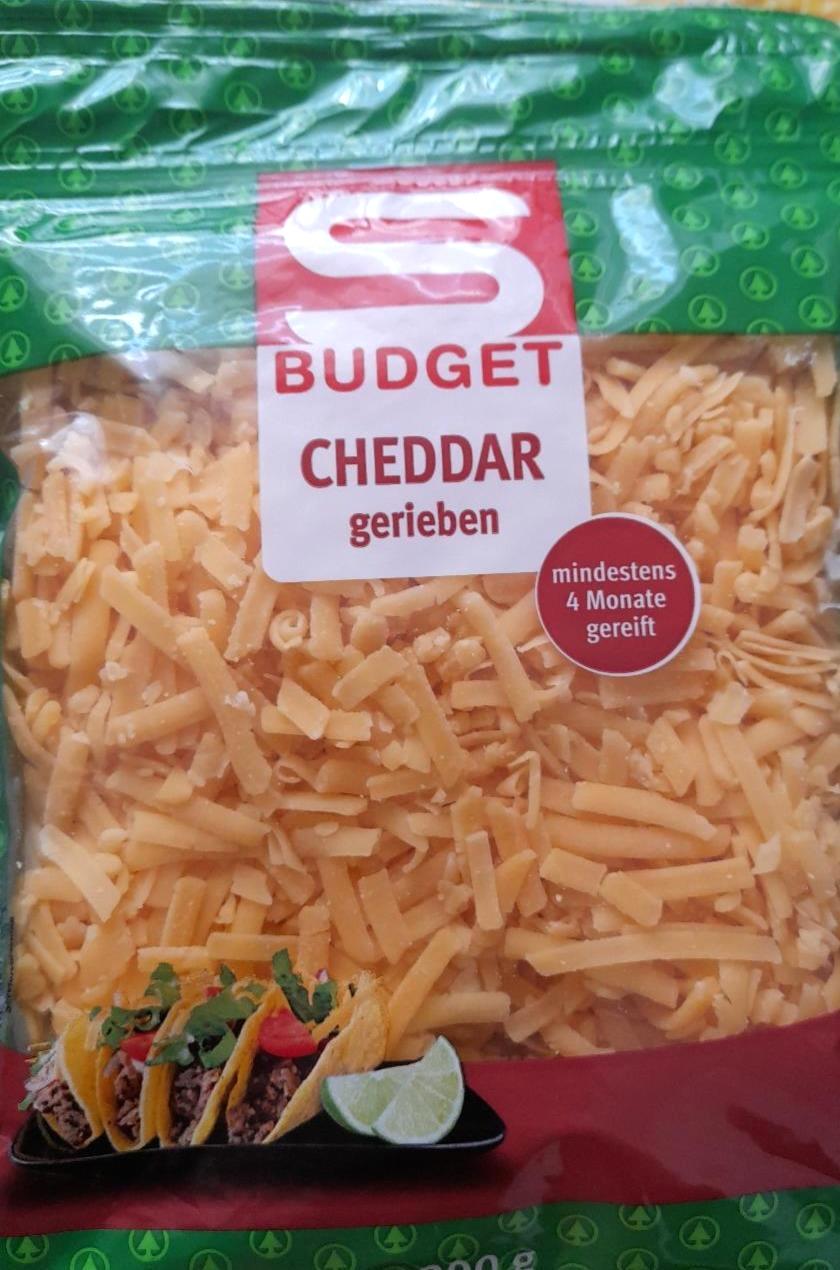 S
BUDGET
CHEDDAR
gerieben
mindestens
4 Monate
gereift